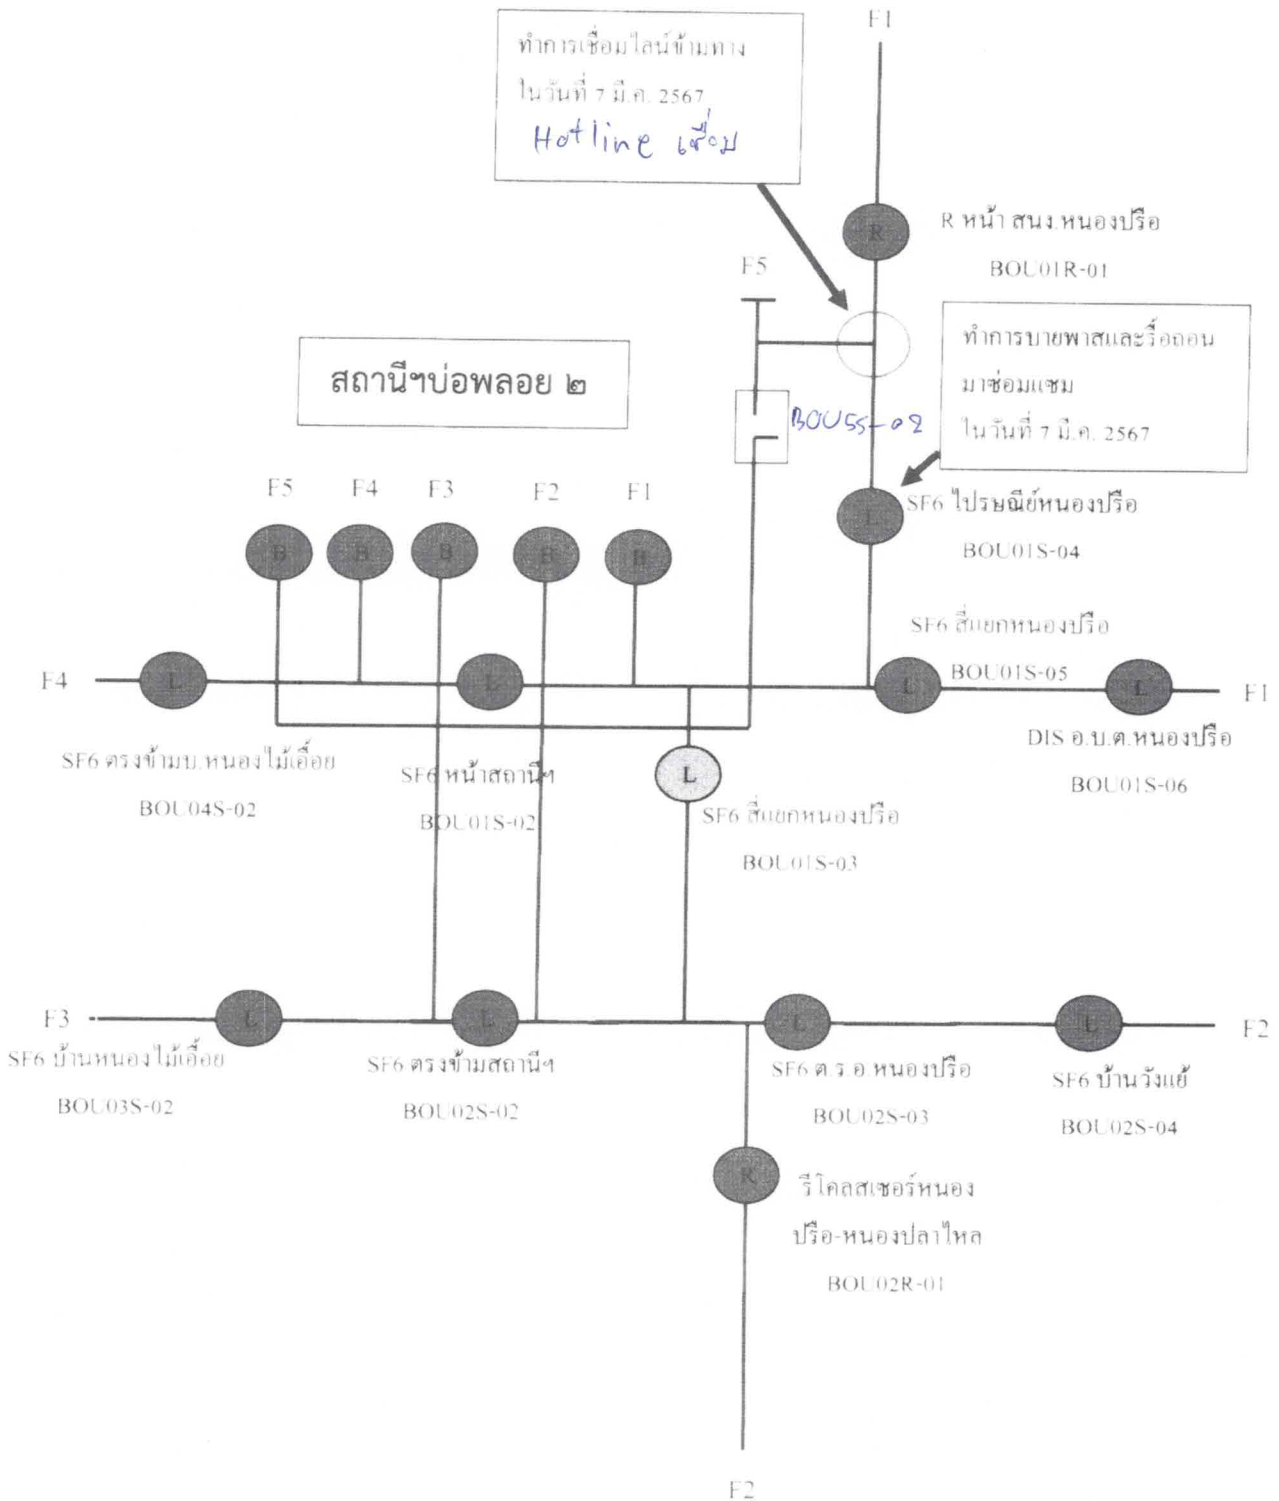 F1
ทำการเชื่อมไลน์ข้ามทาง
ในวันที่ 7 มี.ค. 2567
Hotline เชื่อม
R
R หน้า สนง.หนองปรือ
BOU01R-01
F5
ทำการบายพาสและรื้อถอน
มาซ่อมแซม
ในวันที่ 7 มี.ค. 2567
สถานีฯบ่อพลอย ๒
BOU5S-02
F5
F4
F3
F2
F1
L
SF6 ไปรษณีย์หนองปรือ
BOU01S-04
B
B
B
B
B
SF6 สี่แยกหนองปรือ
BOU01S-05
F4
L
L
L
L
F1
DIS อ.บ.ต.หนองปรือ
BOU01S-06
SF6 ตรงข้ามบ.หนองไม้เอื้อย
BOU04S-02
SF6 หน้าสถานีฯ
BOU01S-02
L
SF6 สี่แยกหนองปรือ
BOU01S-03
F3
L
L
L
L
F2
SF6 บ้านหนองไม้เอื้อย
BOU03S-02
SF6 ตรงข้ามสถานีฯ
BOU02S-02
SF6 ต.ร.อ.หนองปรือ
BOU02S-03
SF6 บ้านวังแย้
BOU02S-04
R
รีโคลสเซอร์หนอง
ปรือ-หนองปลาไหล
BOU02R-01
F2